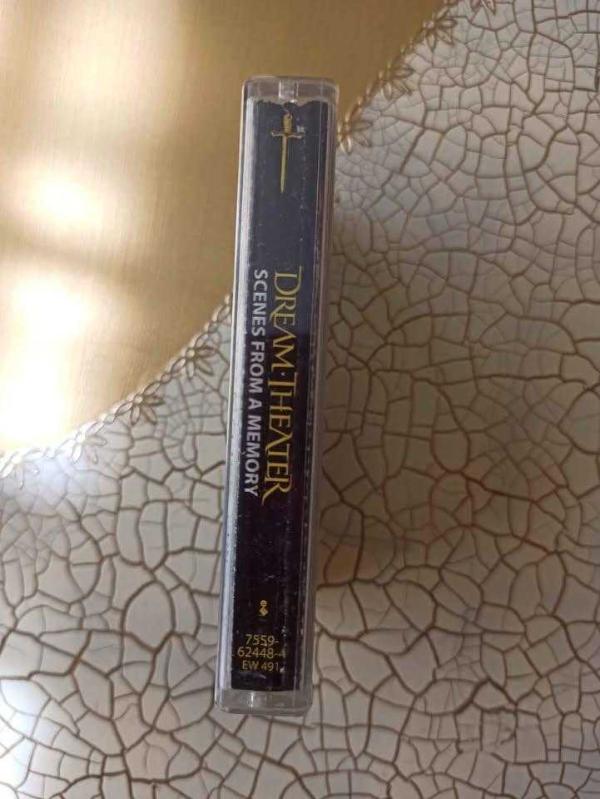 DREAM·THEATER
SCENES FROM A MEMORY
7559-
62448-4
EW 491